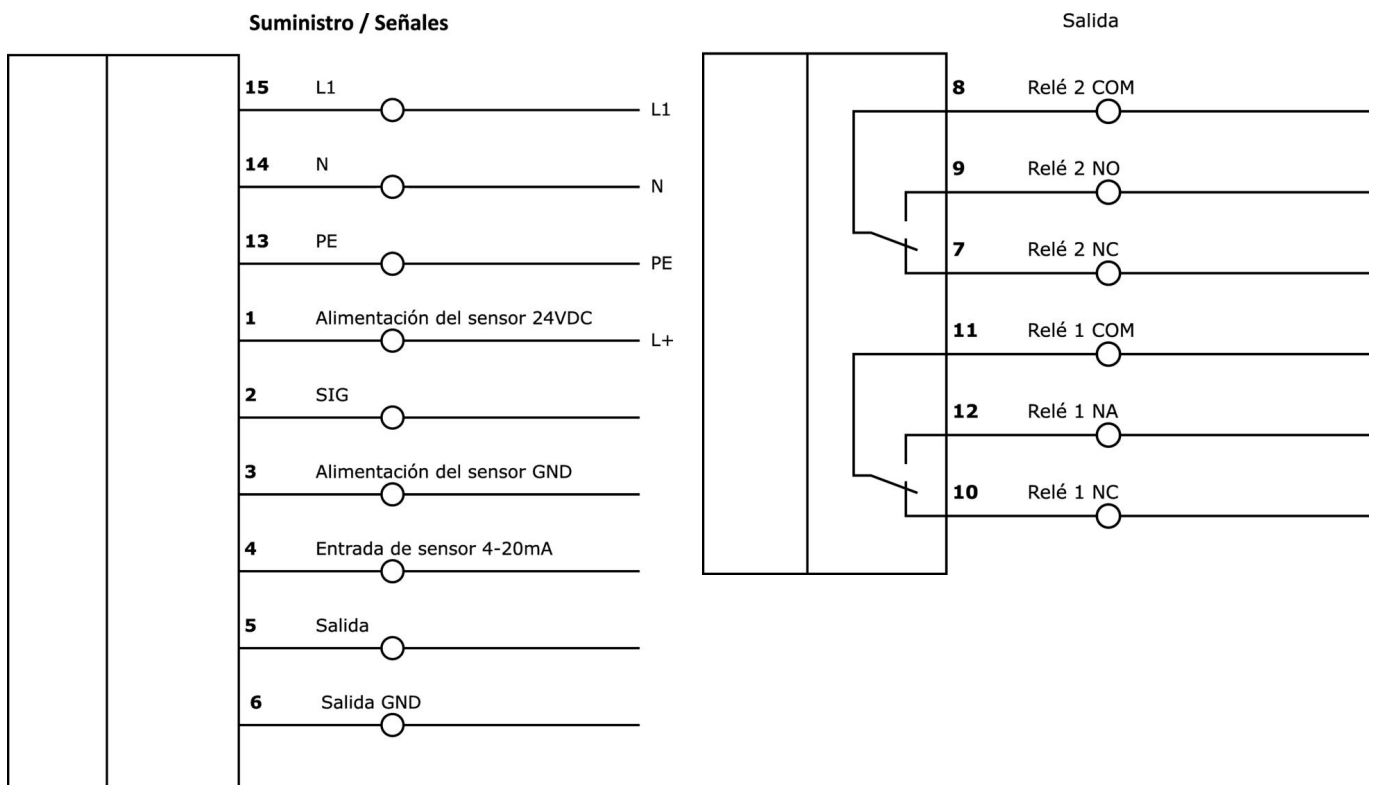 Suministro / Señales
15 L1
L1
14 N
N
13 PE
PE
1 Alimentación del sensor 24VDC
L+
2 SIG
3 Alimentación del sensor GND
4 Entrada de sensor 4-20mA
5 Salida
6 Salida GND
Salida
8 Relé 2 COM
9 Relé 2 NO
7 Relé 2 NC
11 Relé 1 COM
12 Relé 1 NA
10 Relé 1 NC